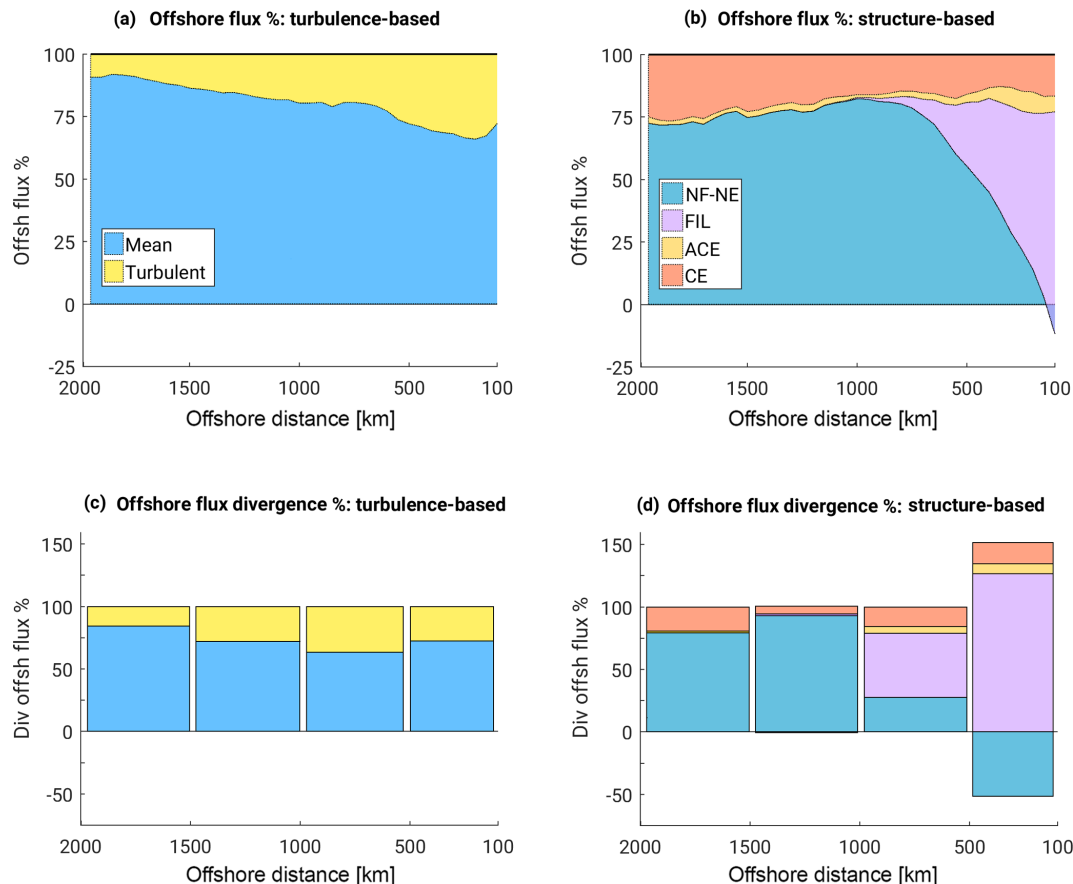 (a) Offshore flux %: turbulence-based
Offsh flux %
100
75
50
25
0
-25
Mean
Turbulent
2000 1500 1000 500 100
Offshore distance [km]
(b) Offshore flux %: structure-based
Offsh flux %
100
75
50
25
0
-25
NF-NE
FIL
ACE
CE
2000 1500 1000 500 100
Offshore distance [km]
(c) Offshore flux divergence %: turbulence-based
Div offsh flux %
150
100
50
0
-50
2000 1500 1000 500 100
Offshore distance [km]
(d) Offshore flux divergence %: structure-based
Div offsh flux %
150
100
50
0
-50
2000 1500 1000 500 100
Offshore distance [km]